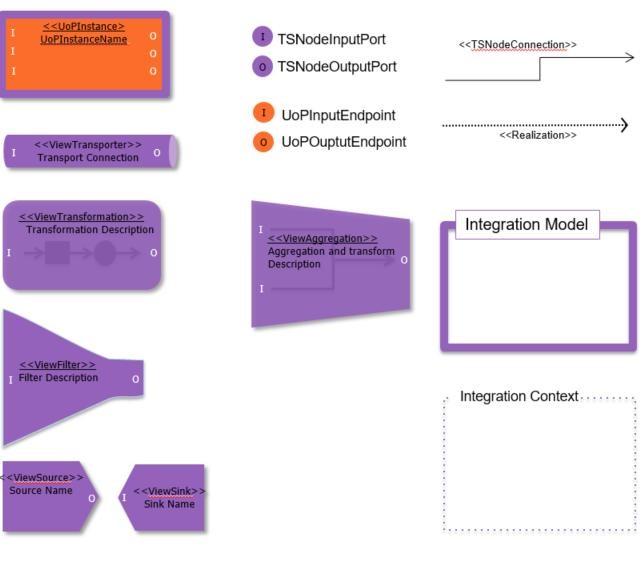 <<UoPInstance>>
UoPInstanceName
I O
I O
I O
I TSNodeInputPort
O TSNodeOutputPort
I UoPInputEndpoint
O UoPOuptutEndpoint
<<TSNodeConnection>>
<<Realization>>
<<ViewTransporter>>
I Transport Connection O
<<ViewTransformation>>
Transformation Description
I O
I
<<ViewAggregation>>
Aggregation and transform
Description
O
I
Integration Model
<<ViewFilter>>
I Filter Description O
Integration Context
<<ViewSource>>
Source Name
O
<<ViewSink>>
I
Sink Name